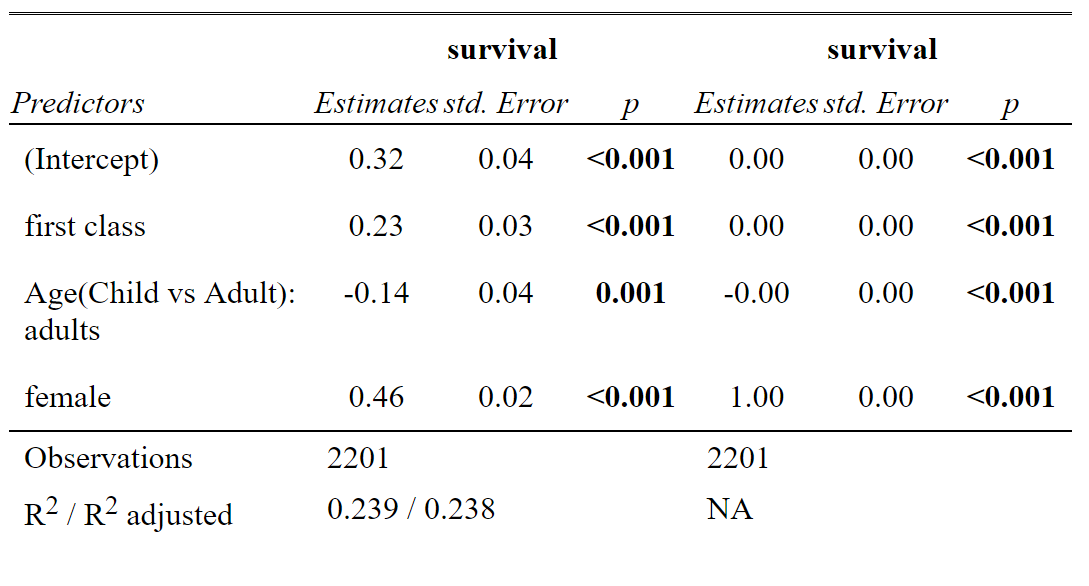 survival survival
Predictors Estimates std. Error p Estimates std. Error p
(Intercept) 0.32 0.04 <0.001 0.00 0.00 <0.001
first class 0.23 0.03 <0.001 0.00 0.00 <0.001
Age(Child vs Adult): -0.14 0.04 0.001 -0.00 0.00 <0.001
adults
female 0.46 0.02 <0.001 1.00 0.00 <0.001
Observations 2201 2201
R² / R² adjusted 0.239 / 0.238 NA